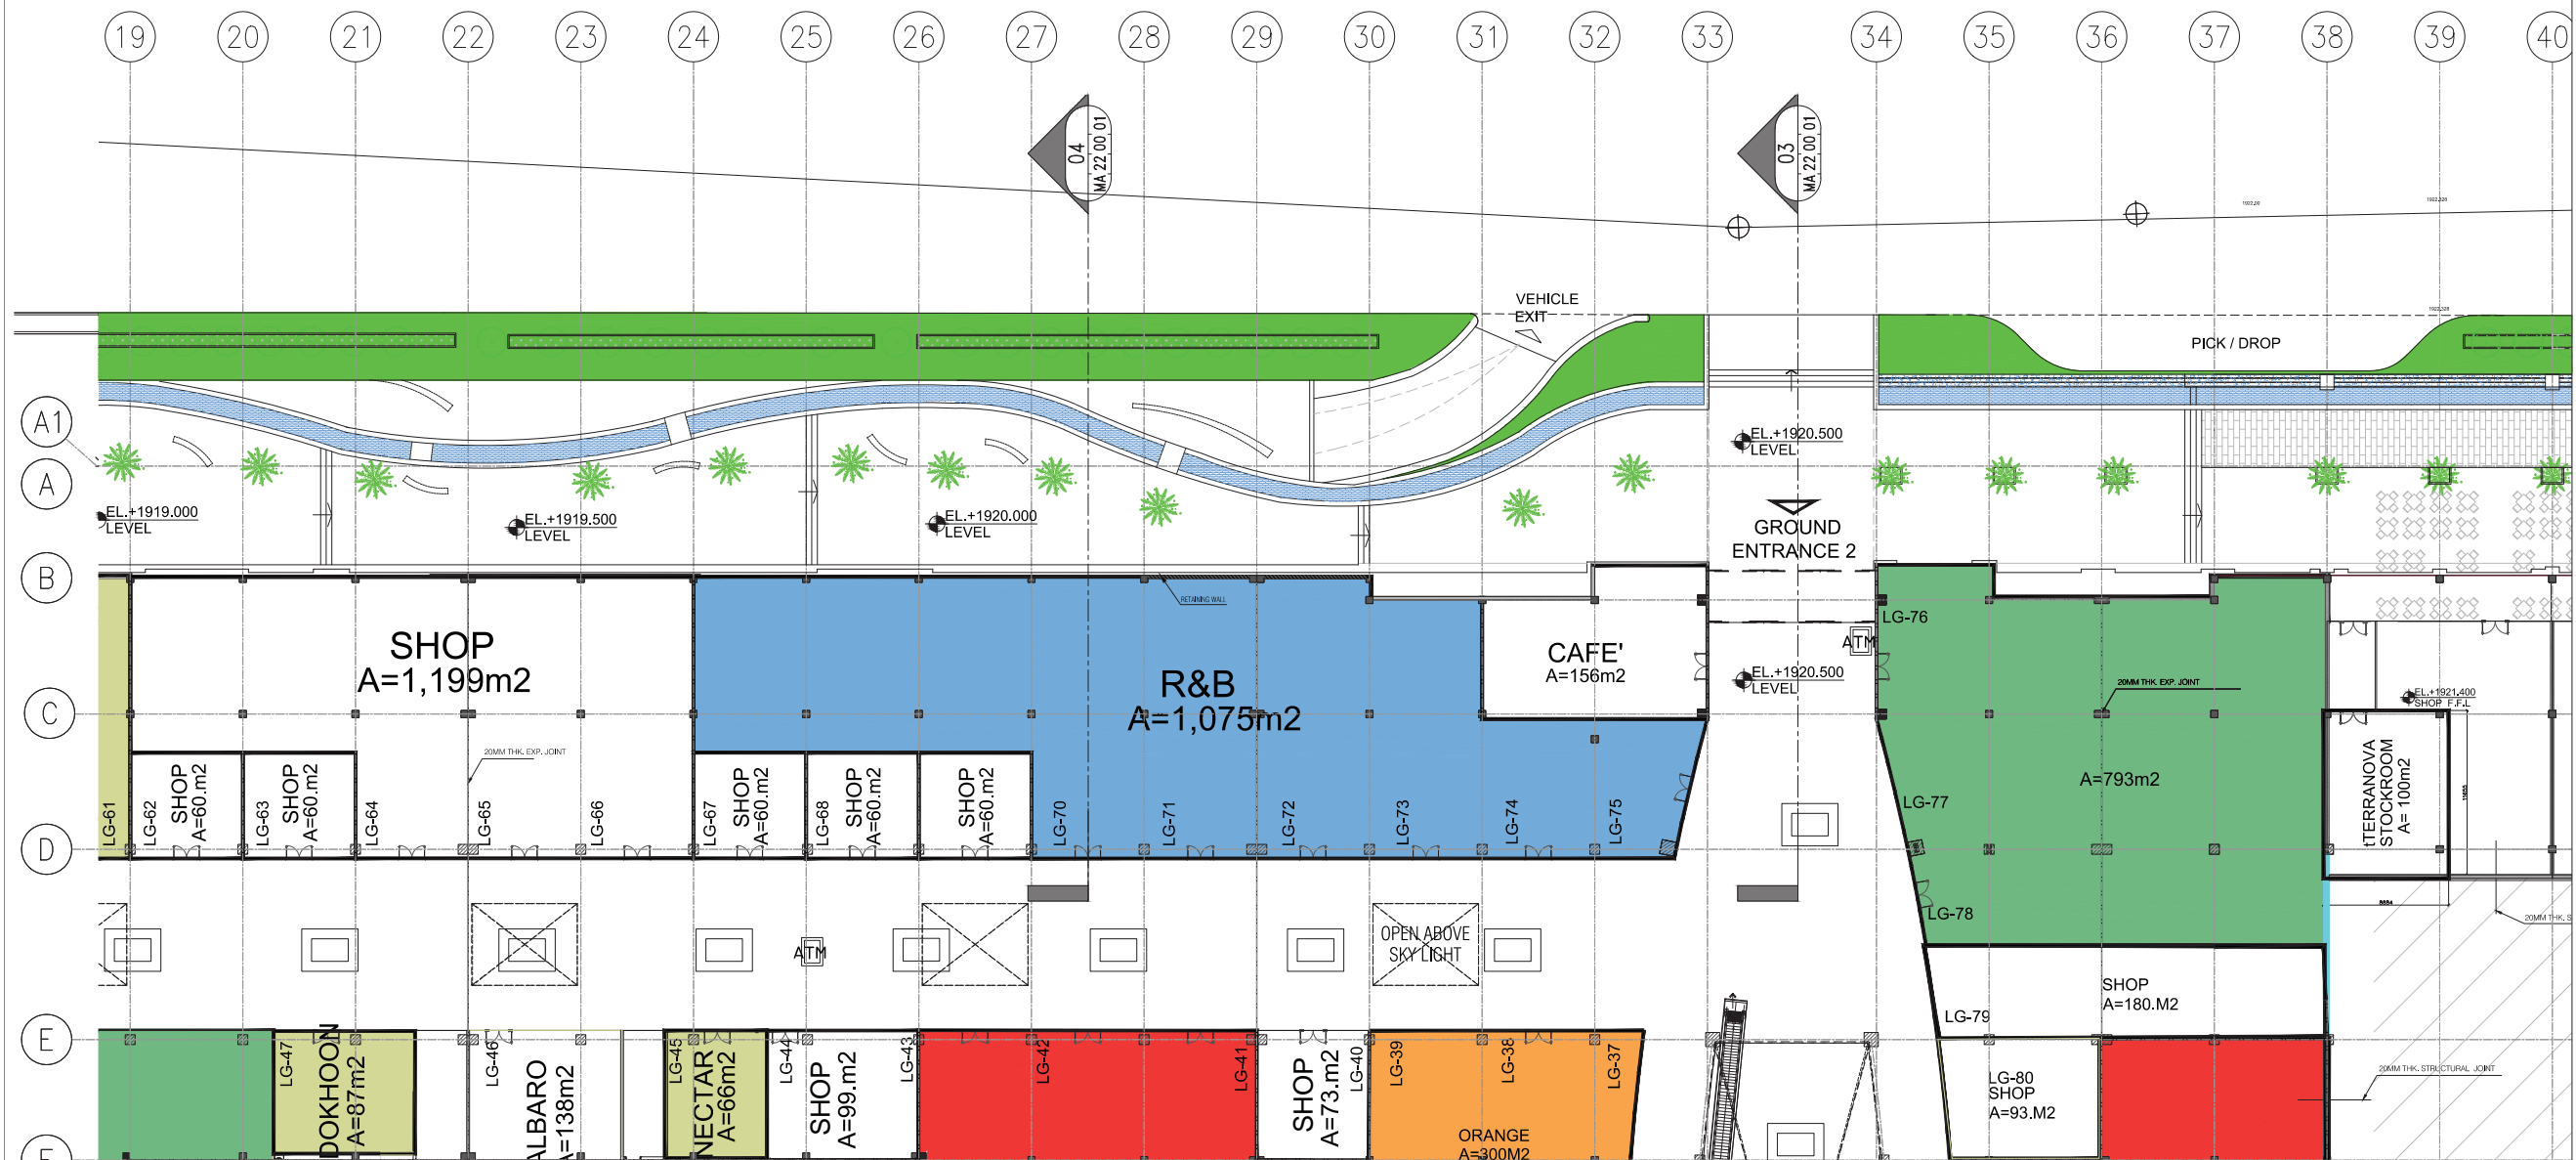 19 20 21 22 23 24 25 26 27 28 29 30 31 32 33 34 35 36 37 38 39 40
04
MA 22 00 01
03
MA 22 00 01
1922.328
VEHICLE
EXIT
1922.328
PICK / DROP
A1
A
EL.+1919.000
LEVEL
EL.+1919.500
LEVEL
EL.+1920.000
LEVEL
EL.+1920.500
LEVEL
GROUND
ENTRANCE 2
B
RETAINING WALL
SHOP
A=1,199m2
R&B
A=1,075m2
CAFE'
A=156m2
ATM
EL.+1920.500
LEVEL
LG-76
20MM THK. EXP. JOINT
EL.+1921.400
SHOP F.F.L
C
20MM THK. EXP. JOINT
LG-61
LG-62
SHOP
A=60.m2
LG-63
SHOP
A=60.m2
LG-64
LG-65
LG-66
LG-67
SHOP
A=60.m2
LG-68
SHOP
A=60.m2
SHOP
A=60.m2
LG-70
LG-71
LG-72
LG-73
LG-74
LG-75
LG-77
A=793m2
tTERRANOVA
STOCKROOM
A= 100m2
D
LG-78
20MM THK. S
ATM
OPEN ABOVE
SKY LIGHT
SHOP
A=180.M2
LG-79
E
LG-47
DOKHOON
A=87m2
LG-46
ALBARO
A=138m2
LG-45
NECTAR
A=66m2
LG-44
SHOP
A=99.m2
LG-43
LG-42
LG-41
SHOP
A=73.m2
LG-40
LG-39
LG-38
LG-37
ORANGE
A=300M2
LG-80
SHOP
A=93.M2
20MM THK. STRUCTURAL JOINT